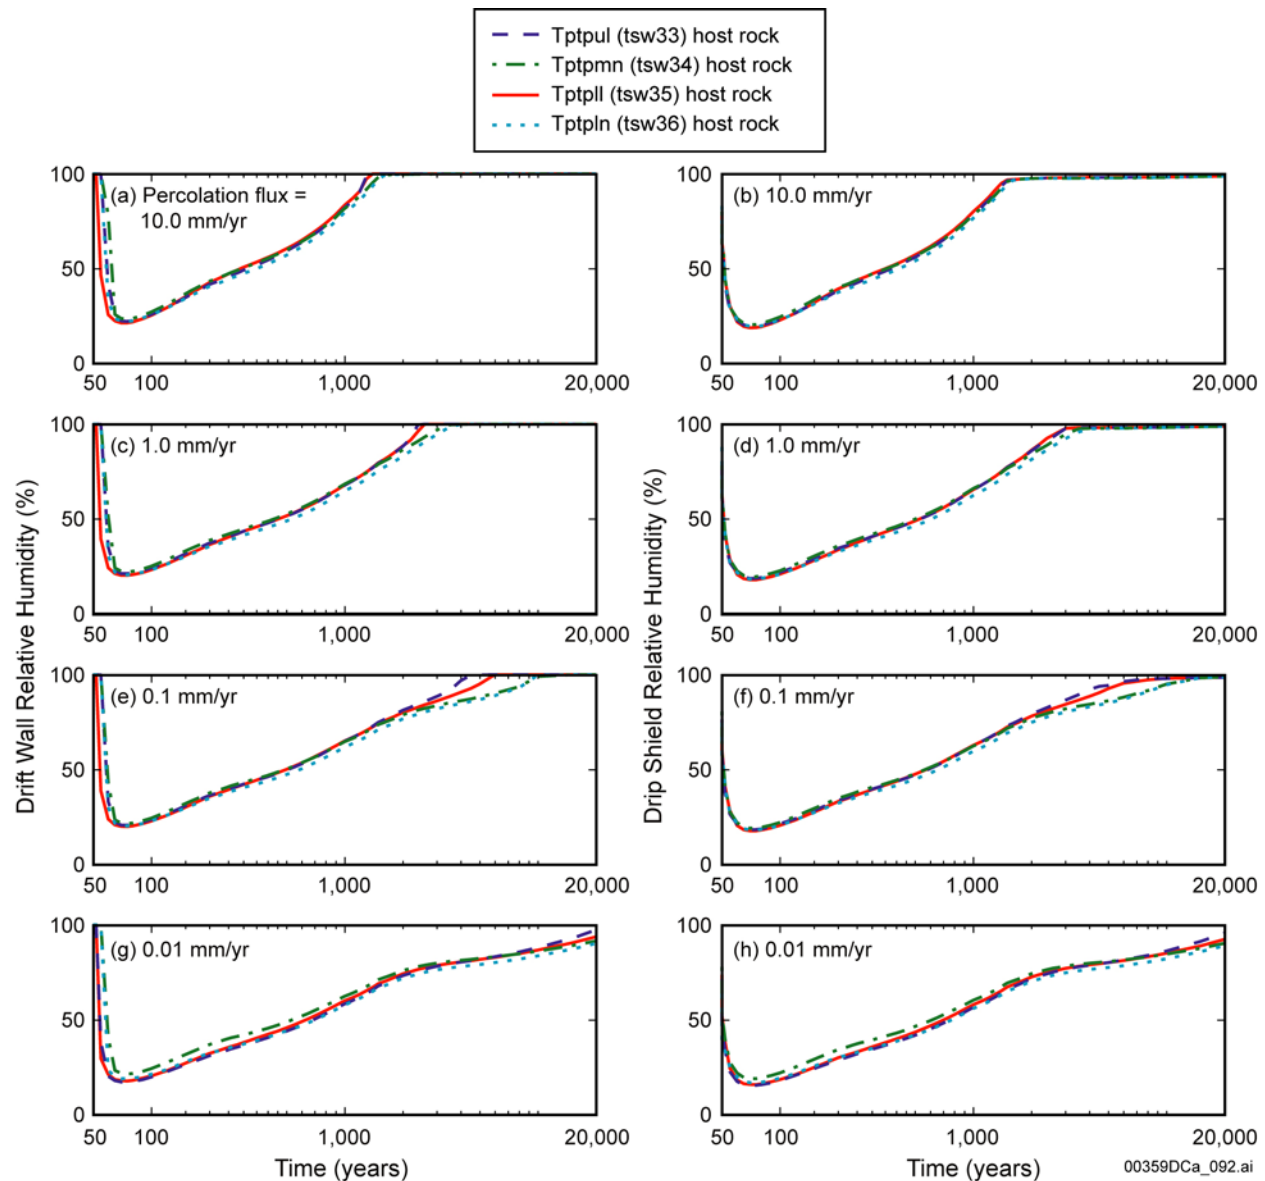 Tptpul (tsw33) host rock
Tptpmn (tsw34) host rock
Tptpll (tsw35) host rock
Tptpln (tsw36) host rock
Drift Wall Relative Humidity (%)
Drip Shield Relative Humidity (%)
100
50
0
(a) Percolation flux =
10.0 mm/yr
50 100 1,000 20,000
100
50
0
(b) 10.0 mm/yr
50 100 1,000 20,000
100
50
0
(c) 1.0 mm/yr
50 100 1,000 20,000
100
50
0
(d) 1.0 mm/yr
50 100 1,000 20,000
100
50
0
(e) 0.1 mm/yr
50 100 1,000 20,000
100
50
0
(f) 0.1 mm/yr
50 100 1,000 20,000
100
50
0
(g) 0.01 mm/yr
50 100 1,000 20,000
100
50
0
(h) 0.01 mm/yr
50 100 1,000 20,000
Time (years)
Time (years)
00359DCa_092.ai